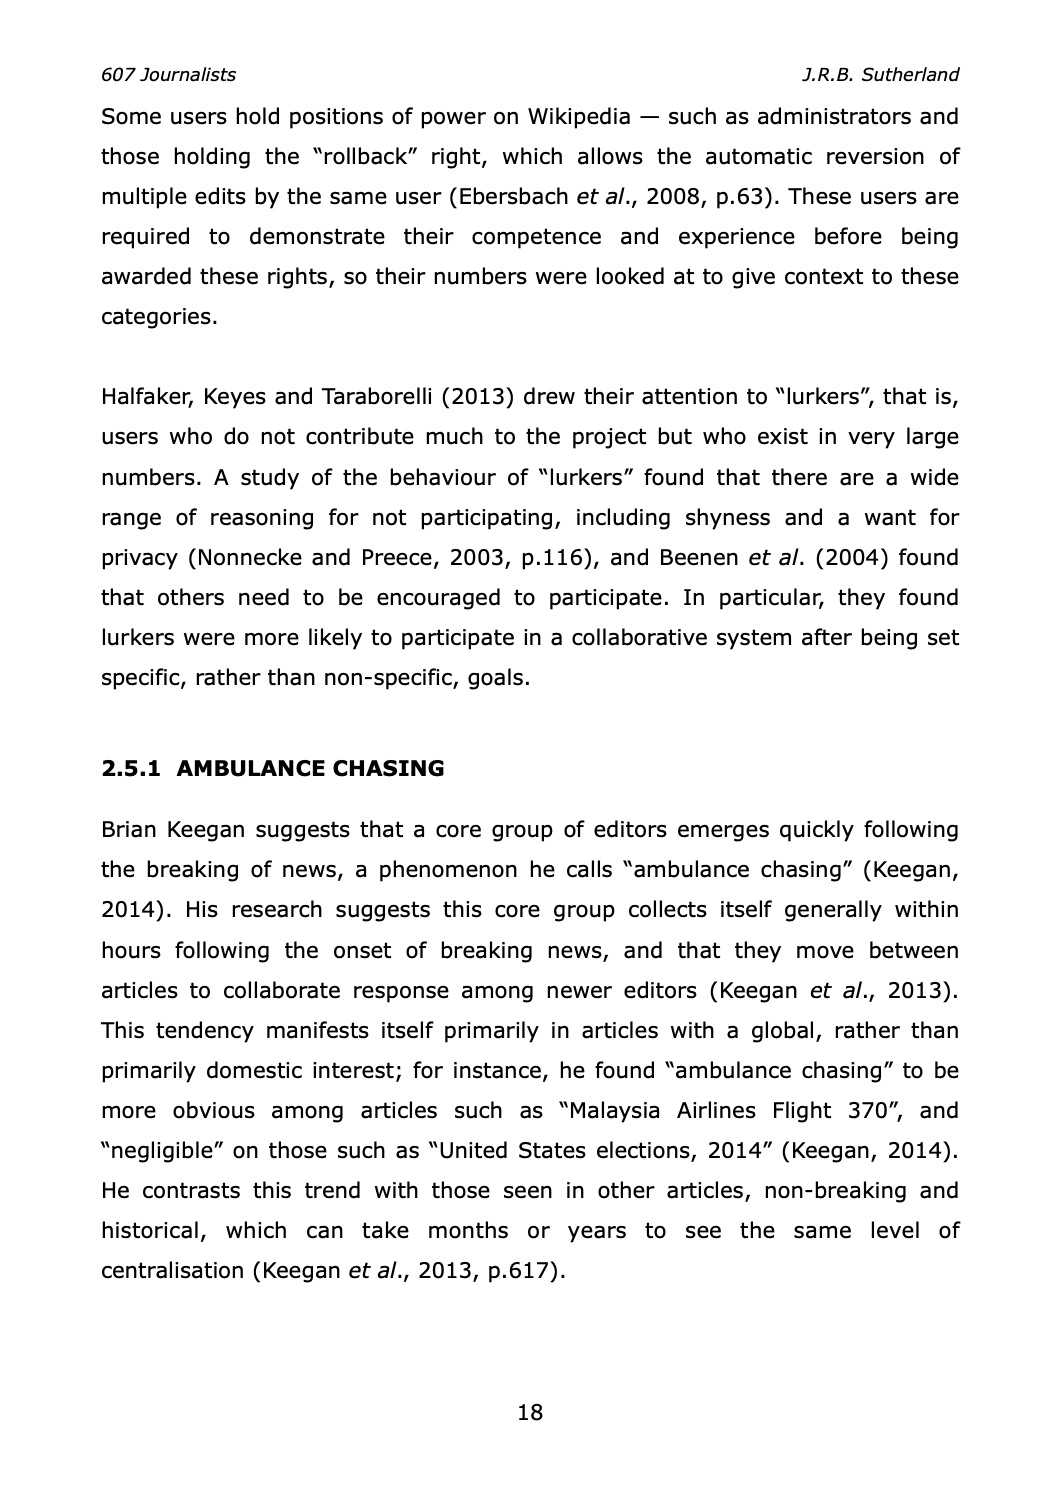 607 Journalists J.R.B. Sutherland
Some users hold positions of power on Wikipedia — such as administrators and
those holding the “rollback” right, which allows the automatic reversion of
multiple edits by the same user (Ebersbach et al., 2008, p.63). These users are
required to demonstrate their competence and experience before being
awarded these rights, so their numbers were looked at to give context to these
categories.
Halfaker, Keyes and Taraborelli (2013) drew their attention to “lurkers”, that is,
users who do not contribute much to the project but who exist in very large
numbers. A study of the behaviour of “lurkers” found that there are a wide
range of reasoning for not participating, including shyness and a want for
privacy (Nonnecke and Preece, 2003, p.116), and Beenen et al. (2004) found
that others need to be encouraged to participate. In particular, they found
lurkers were more likely to participate in a collaborative system after being set
specific, rather than non-specific, goals.
2.5.1 AMBULANCE CHASING
Brian Keegan suggests that a core group of editors emerges quickly following
the breaking of news, a phenomenon he calls “ambulance chasing” (Keegan,
2014). His research suggests this core group collects itself generally within
hours following the onset of breaking news, and that they move between
articles to collaborate response among newer editors (Keegan et al., 2013).
This tendency manifests itself primarily in articles with a global, rather than
primarily domestic interest; for instance, he found “ambulance chasing” to be
more obvious among articles such as “Malaysia Airlines Flight 370”, and
“negligible” on those such as “United States elections, 2014” (Keegan, 2014).
He contrasts this trend with those seen in other articles, non-breaking and
historical, which can take months or years to see the same level of
centralisation (Keegan et al., 2013, p.617).
18